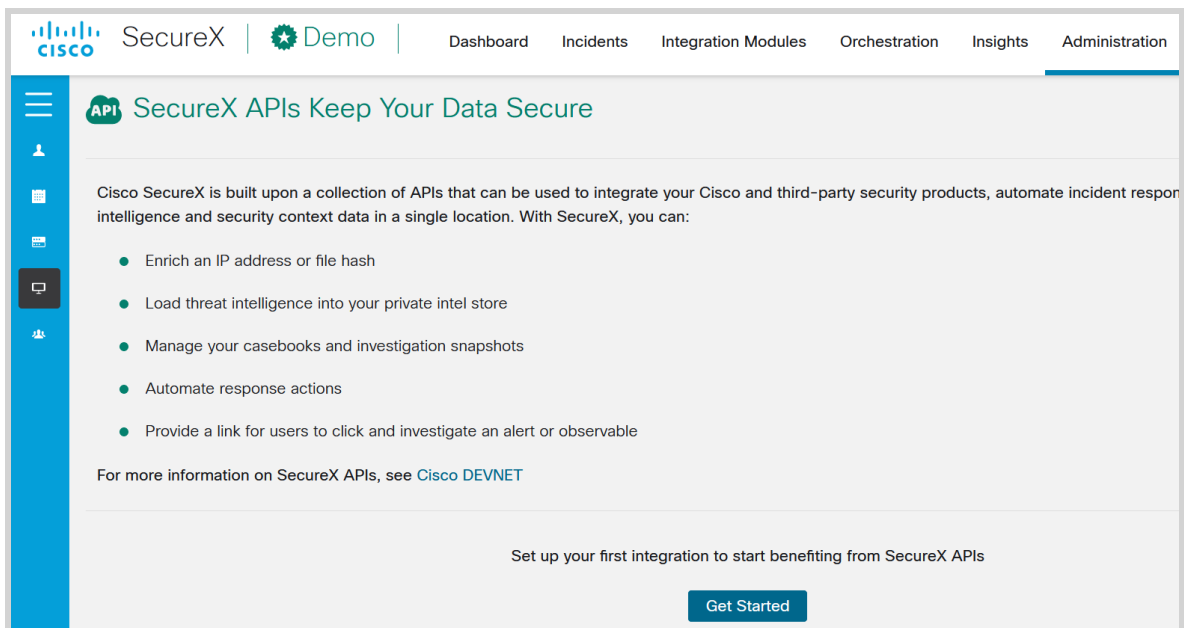 CISCO SecureX Demo Dashboard Incidents Integration Modules Orchestration Insights Administration
API SecureX APIs Keep Your Data Secure
Cisco SecureX is built upon a collection of APIs that can be used to integrate your Cisco and third-party security products, automate incident respon
intelligence and security context data in a single location. With SecureX, you can:
Enrich an IP address or file hash
Load threat intelligence into your private intel store
Manage your casebooks and investigation snapshots
Automate response actions
Provide a link for users to click and investigate an alert or observable
For more information on SecureX APIs, see Cisco DEVNET
Set up your first integration to start benefiting from SecureX APIs
Get Started